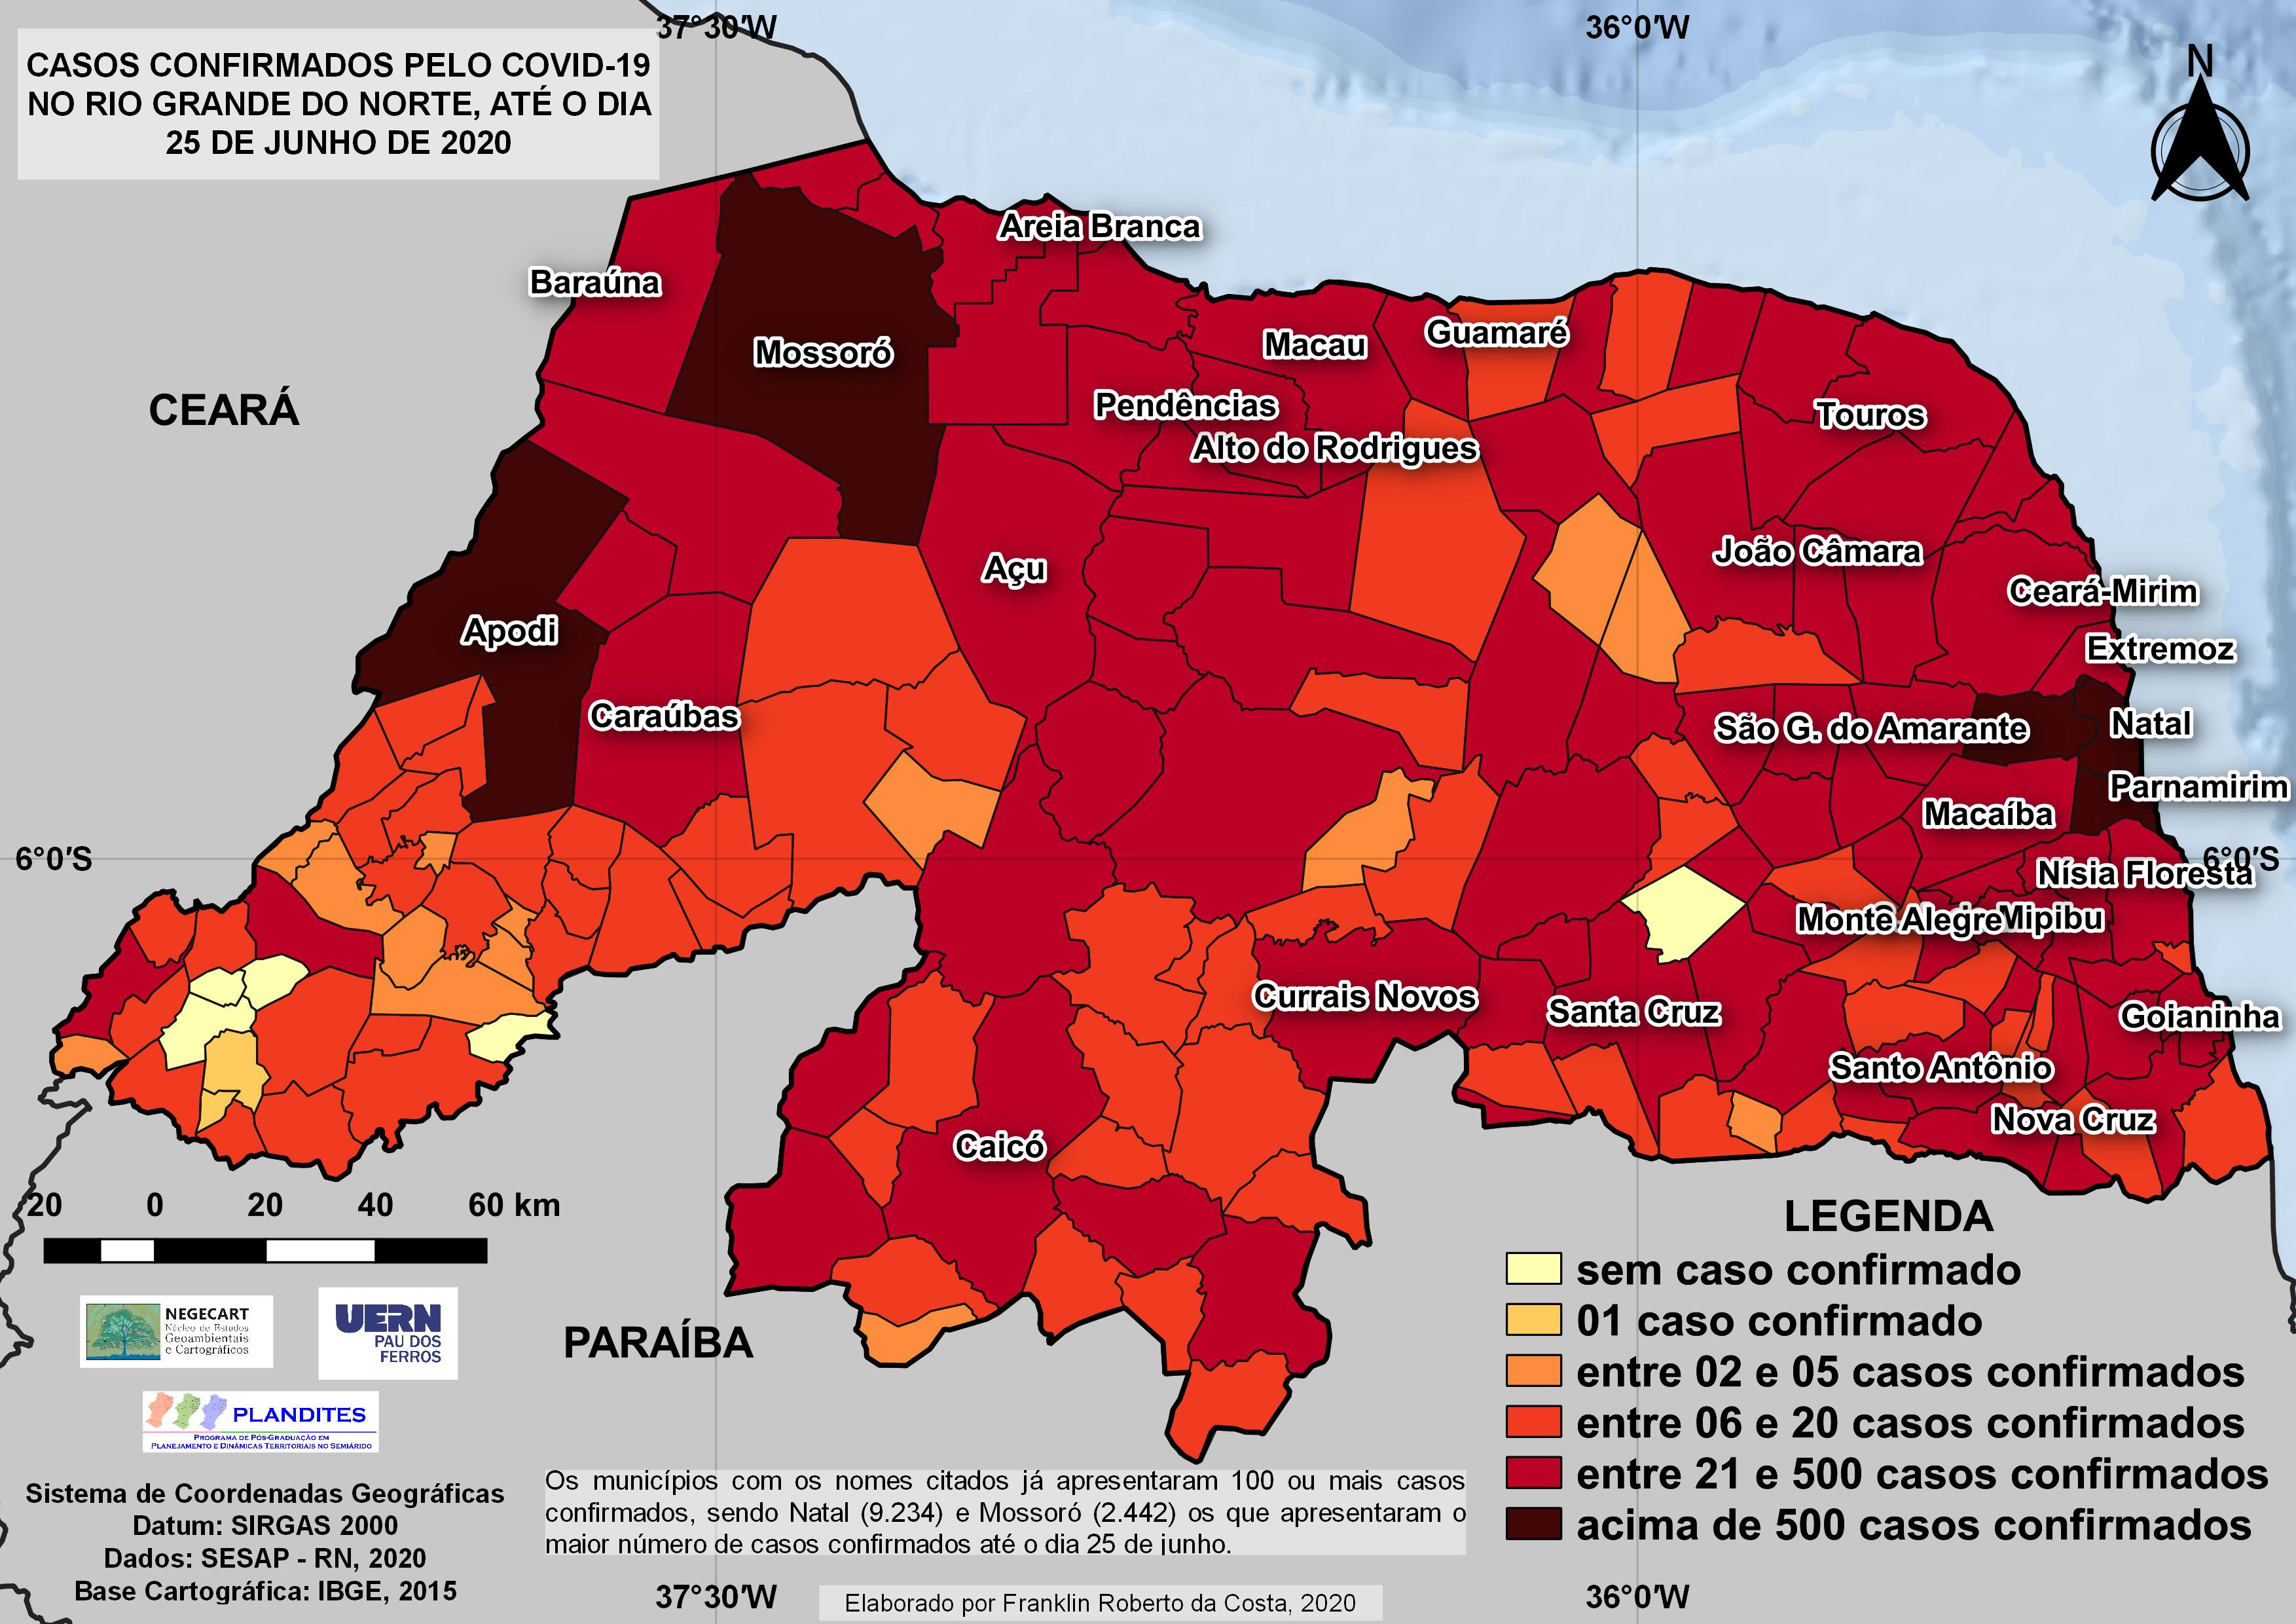 37°30'W
36°0'W
CASOS CONFIRMADOS PELO COVID-19
NO RIO GRANDE DO NORTE, ATÉ O DIA
25 DE JUNHO DE 2020
N
Areia Branca
Baraúna
Mossoró
Macau
Guamaré
CEARÁ
Pendências
Touros
Alto do Rodrigues
João Câmara
Açu
Ceará-Mirim
Apodi
Extremoz
Caraúbas
São G. do Amarante
Natal
Parnamirim
Macaíba
6°0'S
6°0'S
Nísia Floresta
Monte Alegre
Mipibu
Currais Novos
Santa Cruz
Goianinha
Santo Antônio
Nova Cruz
Caicó
20 0 20 40 60 km
LEGENDA
sem caso confirmado
01 caso confirmado
entre 02 e 05 casos confirmados
entre 06 e 20 casos confirmados
entre 21 e 500 casos confirmados
acima de 500 casos confirmados
NEGECART
Núcleo de Estudos
Geoambientais
e Cartográficos
UERN
PAU DOS
FERROS
PARAÍBA
PLANDITES
PROGRAMA DE PÓS-GRADUAÇÃO EM
PLANEJAMENTO E DINÂMICAS TERRITORIAIS NO SEMIÁRIDO
Sistema de Coordenadas Geográficas
Datum: SIRGAS 2000
Dados: SESAP - RN, 2020
Base Cartográfica: IBGE, 2015
Os municípios com os nomes citados já apresentaram 100 ou mais casos
confirmados, sendo Natal (9.234) e Mossoró (2.442) os que apresentaram o
maior número de casos confirmados até o dia 25 de junho.
37°30'W
Elaborado por Franklin Roberto da Costa, 2020
36°0'W